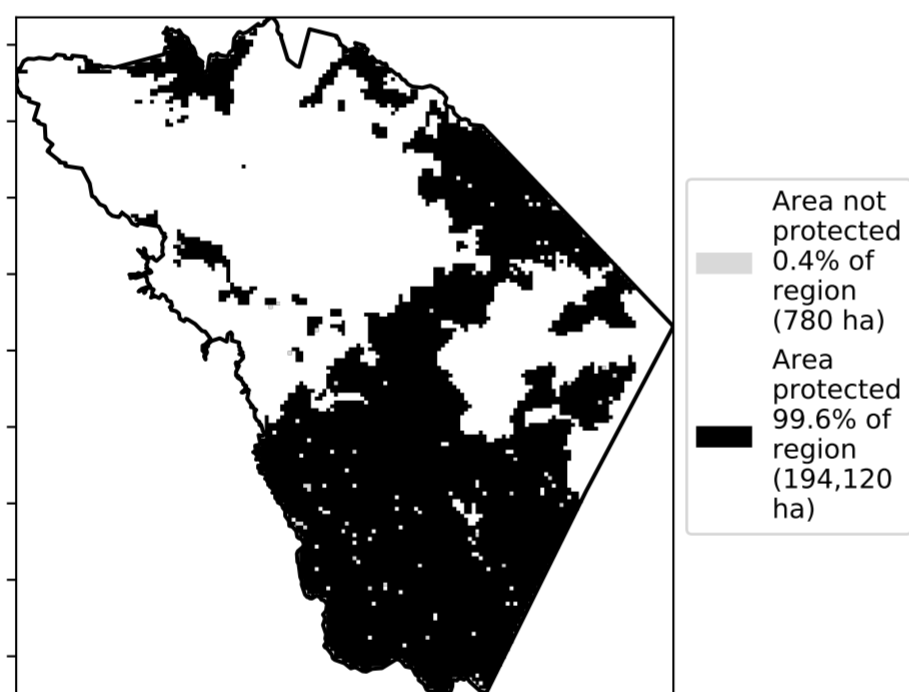 Area not
protected
0.4% of
region
(780 ha)
Area
protected
99.6% of
region
(194,120
ha)